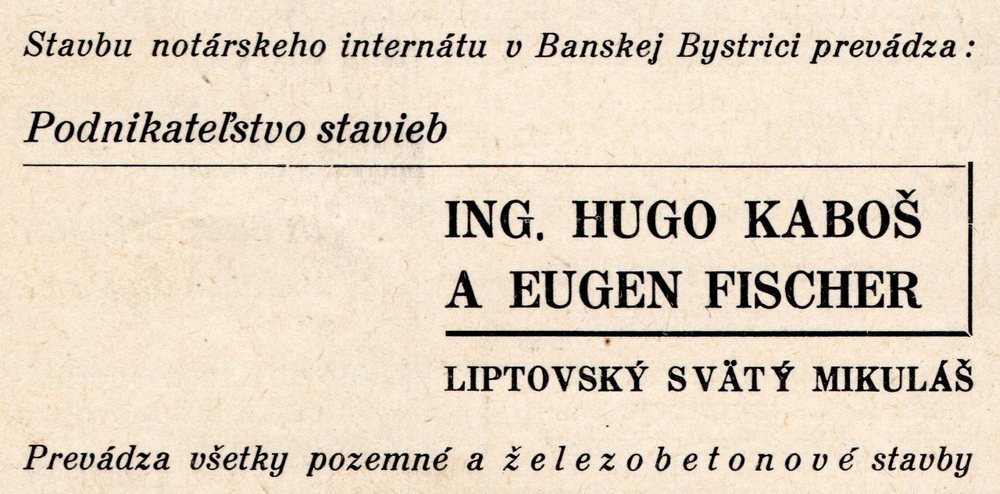 Stavbu notárskeho internátu v Banskej Bystrici prevádza:
Podnikateľstvo stavieb
ING. HUGO KABOŠ
A EUGEN FISCHER
LIPTOVSKÝ SVÄTÝ MIKULÁŠ
Prevádza všetky pozemné a železobetonové stavby